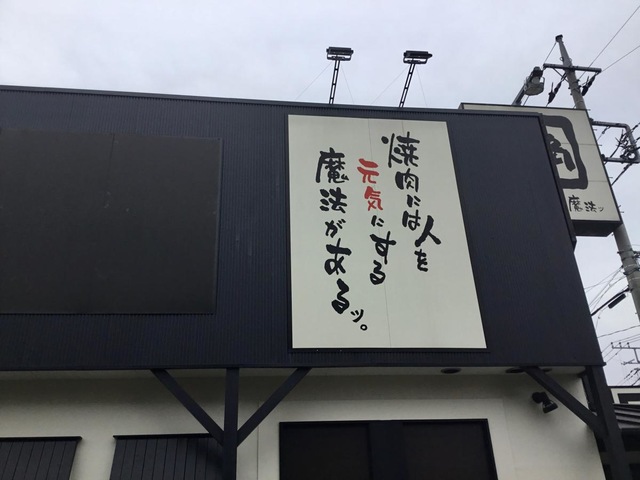 焼肉には人を
元気にする
魔法があるッ。
魔法ッ